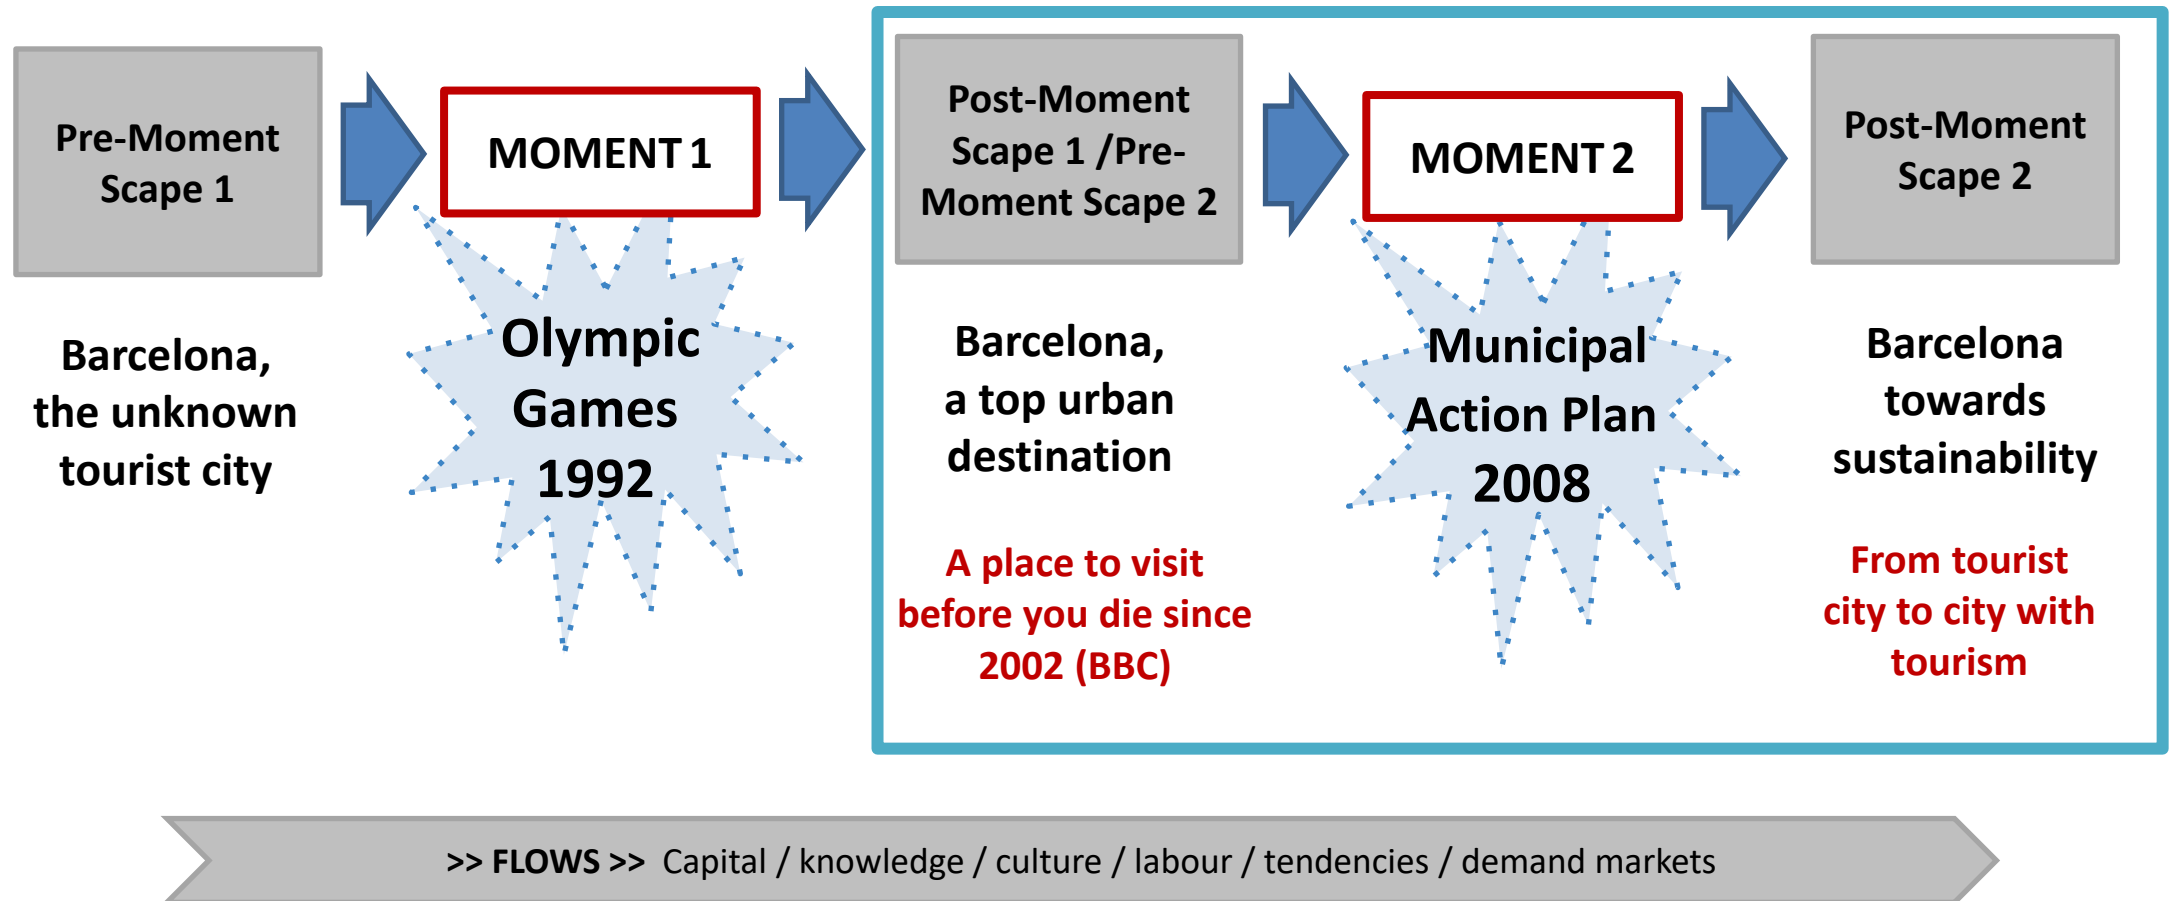 Pre-Moment
Scape 1
MOMENT 1
Post-Moment
Scape 1 /Pre-
Moment Scape 2
MOMENT 2
Post-Moment
Scape 2
Barcelona,
the unknown
tourist city
Olympic
Games
1992
Barcelona,
a top urban
destination
A place to visit
before you die since
2002 (BBC)
Municipal
Action Plan
2008
Barcelona
towards
sustainability
From tourist
city to city with
tourism
>> FLOWS >> Capital / knowledge / culture / labour / tendencies / demand markets